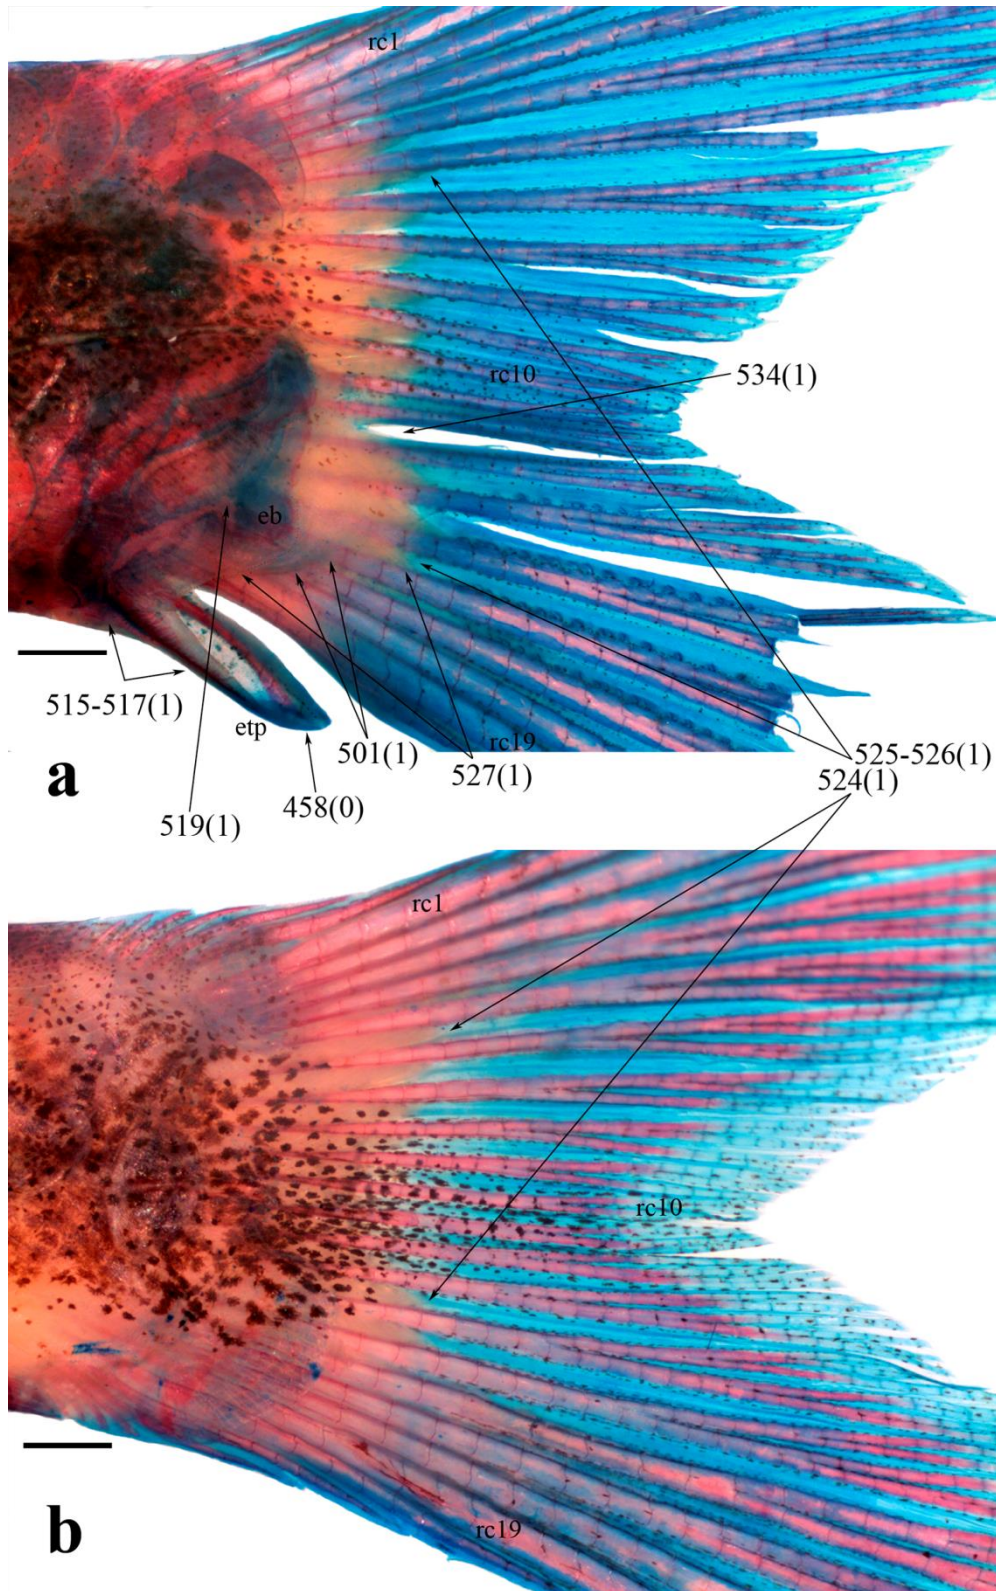 rc1
rc10
534(1)
eb
515-517(1)
etp
501(1)
rc19
527(1)
525-526(1)
524(1)
a
519(1)
458(0)
rc1
rc10
rc19
b